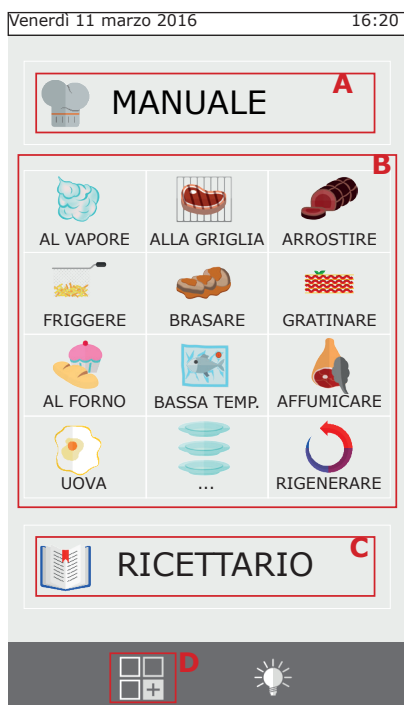 Venerdì 11 marzo 2016 16:20
A
MANUALE
B
AL VAPORE ALLA GRIGLIA ARROSTIRE
FRIGGERE BRASARE GRATINARE
AL FORNO BASSA TEMP. AFFUMICARE
UOVA ... RIGENERARE
C
RICETTARIO
D